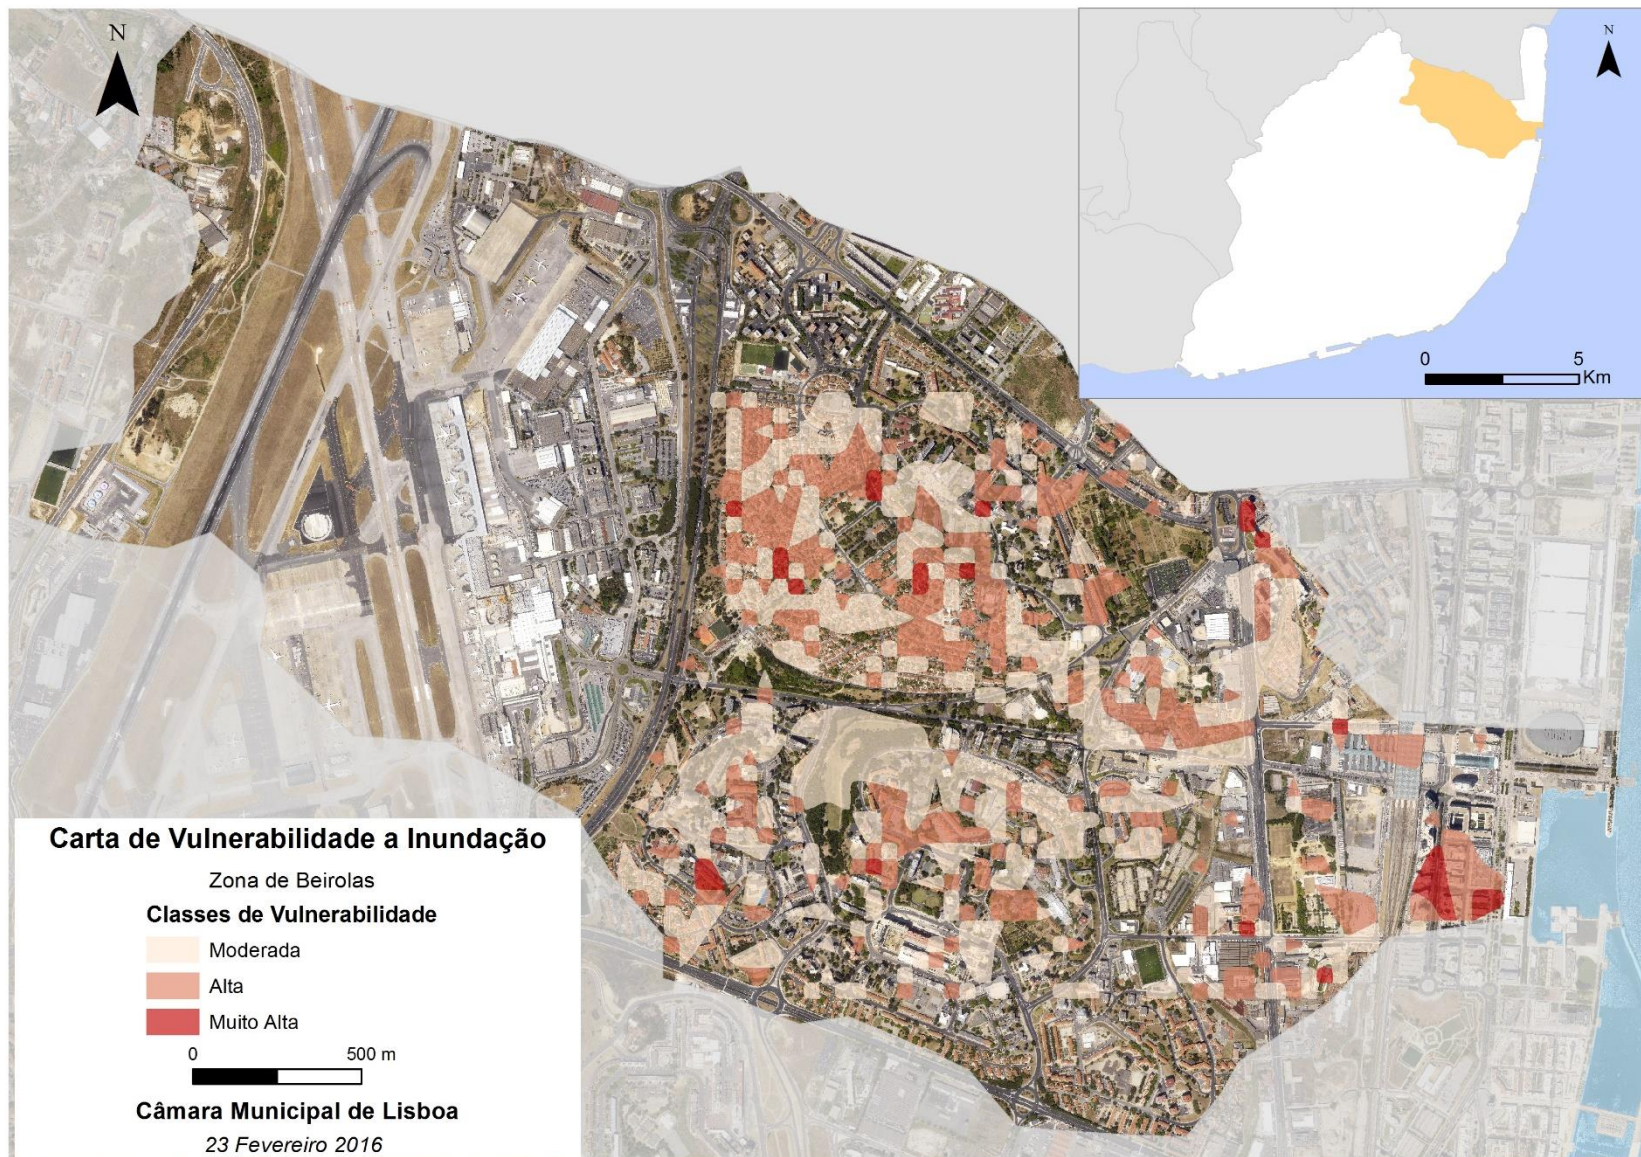 N
N
0 5
Km
Carta de Vulnerabilidade a Inundação
Zona de Beirolas
Classes de Vulnerabilidade
Moderada
Alta
Muito Alta
0 500 m
Câmara Municipal de Lisboa
23 Fevereiro 2016